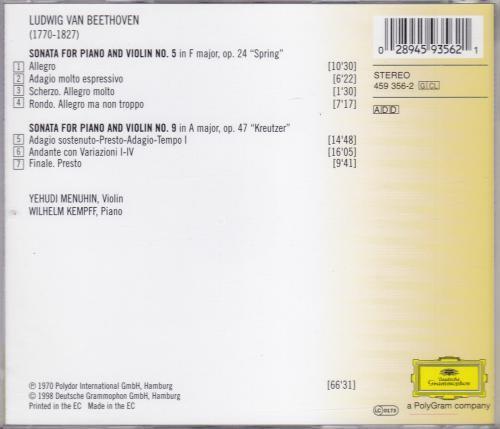 LUDWIG VAN BEETHOVEN
(1770-1827)
SONATA FOR PIANO AND VIOLIN NO. 5 in F major, op. 24 “Spring”
1 Allegro [10'30]
2 Adagio molto espressivo [6'22]
3 Scherzo. Allegro molto [1'30]
4 Rondo. Allegro ma non troppo [7'17]
SONATA FOR PIANO AND VIOLIN NO. 9 in A major, op. 47 “Kreutzer”
5 Adagio sostenuto-Presto-Adagio-Tempo I [14'48]
6 Andante con Variazioni I-IV [16'05]
7 Finale. Presto [9'41]
YEHUDI MENUHIN, Violin
WILHELM KEMPFF, Piano
℗ 1970 Polydor International GmbH, Hamburg [66'31]
© 1998 Deutsche Grammophon GmbH, Hamburg
Printed in the EC Made in the EC
0 28945 93562 1
STEREO
459 356-2 GCL
ADD
Deutsche
Grammophon
LC 0173
a PolyGram company